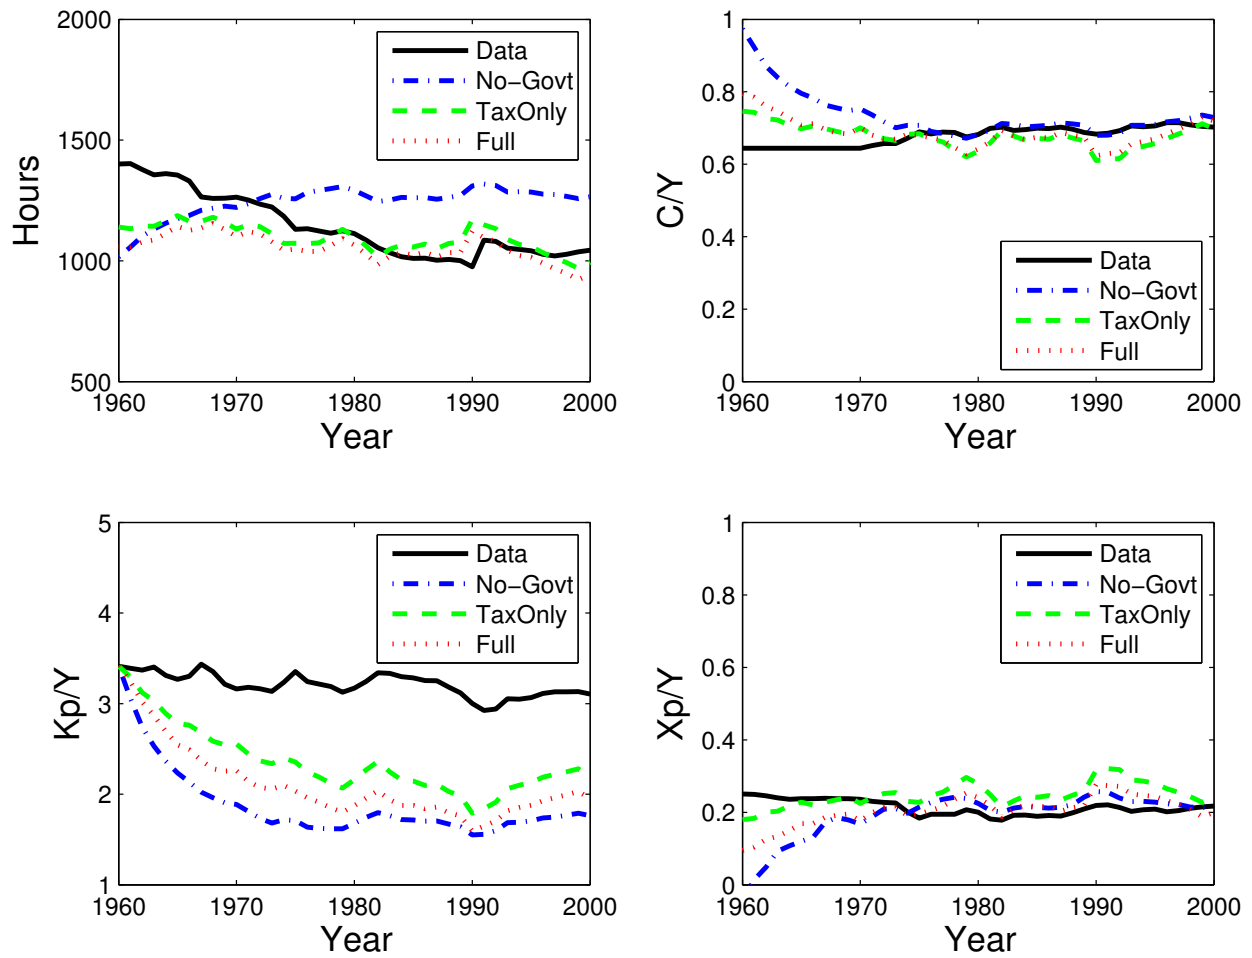 2000
1500
1000
500
Hours
Data
No−Govt
TaxOnly
Full
1960
1970
1980
1990
2000
Year
1
0.8
0.6
0.4
0.2
0
C/Y
Data
No−Govt
TaxOnly
Full
1960
1970
1980
1990
2000
Year
5
4
3
2
1
Kp/Y
Data
No−Govt
TaxOnly
Full
1960
1970
1980
1990
2000
Year
1
0.8
0.6
0.4
0.2
0
Xp/Y
Data
No−Govt
TaxOnly
Full
1960
1970
1980
1990
2000
Year